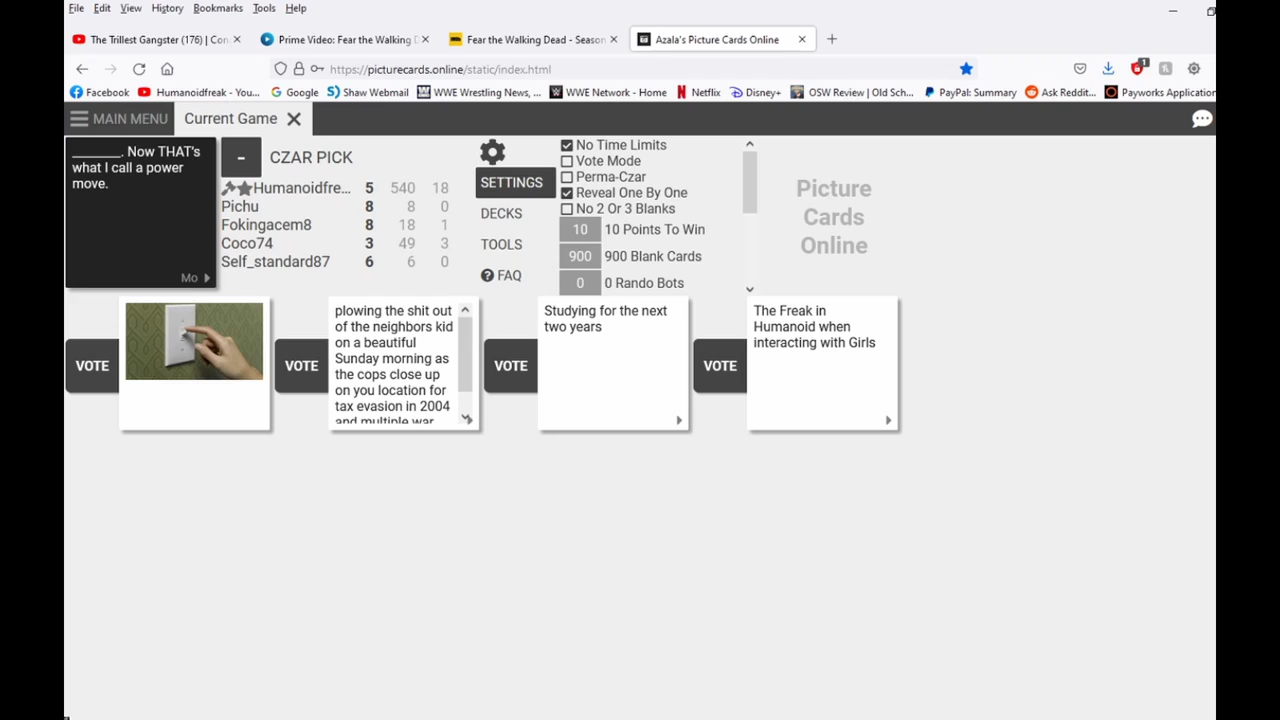 File Edit View History Bookmarks Tools Help
The Trillest Gangster (176) | Con
Prime Video: Fear the Walking D
Fear the Walking Dead - Season
Azala's Picture Cards Online
https://picturecards.online/static/index.html
1
Facebook Humanoidfreak - You... Google Shaw Webmail WWE Wrestling News, ... WWE Network - Home Netflix Disney+ OSW Review | Old Sch... PayPal: Summary Ask Reddit... Payworks Application
MAIN MENU
Current Game
_______. Now THAT's
what I call a power
move.
Mo
-
CZAR PICK
Humanoidfre... 5 540 18
Pichu 8 8 0
Fokingacem8 8 18 1
Coco74 3 49 3
Self_standard87 6 6 0
SETTINGS
DECKS
TOOLS
? FAQ
No Time Limits
Vote Mode
Perma-Czar
Reveal One By One
No 2 Or 3 Blanks
10 10 Points To Win
900 900 Blank Cards
0 0 Rando Bots
Picture
Cards
Online
VOTE
VOTE
plowing the shit out
of the neighbors kid
on a beautiful
Sunday morning as
the cops close up
on you location for
tax evasion in 2004
and multiple war
VOTE
Studying for the next
two years
VOTE
The Freak in
Humanoid when
interacting with Girls